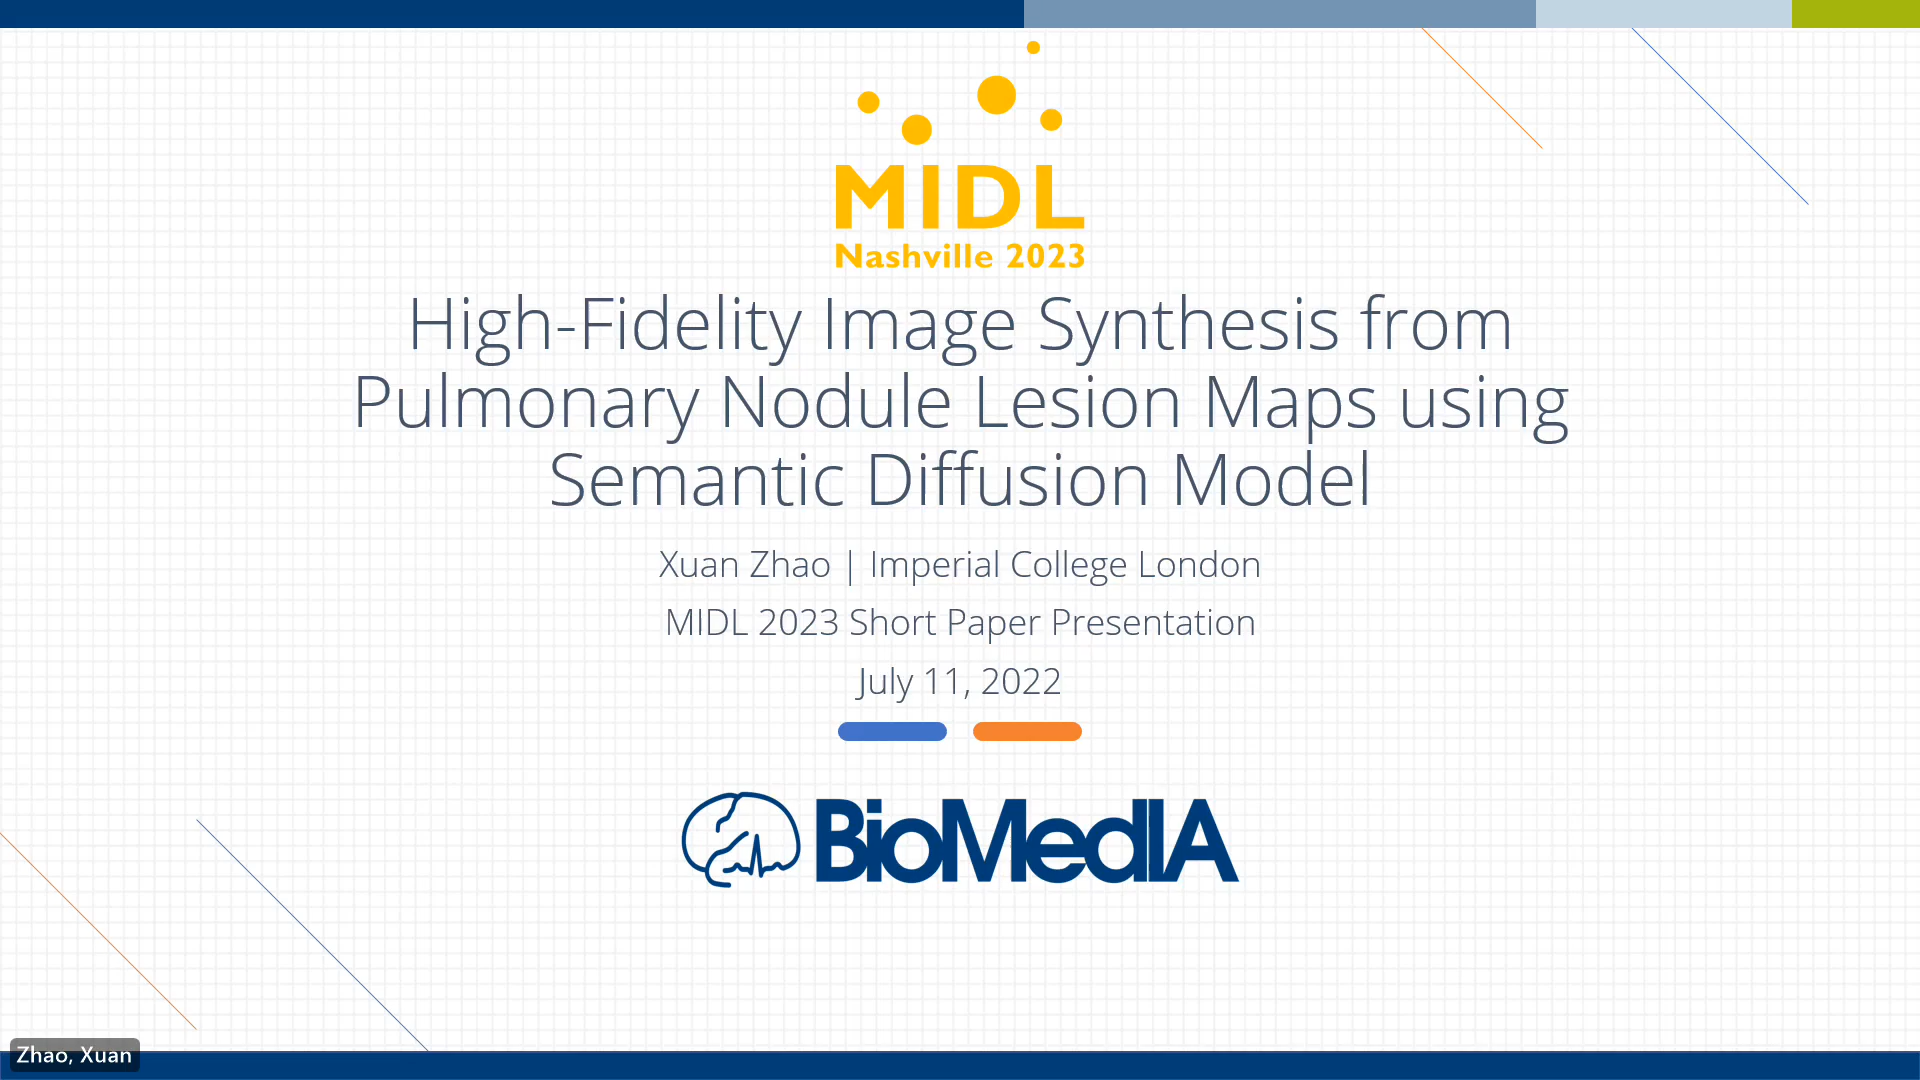 MIDL
Nashville 2023
High-Fidelity Image Synthesis from
Pulmonary Nodule Lesion Maps using
Semantic Diffusion Model
Xuan Zhao | Imperial College London
MIDL 2023 Short Paper Presentation
July 11, 2022
BioMedIA
Zhao, Xuan